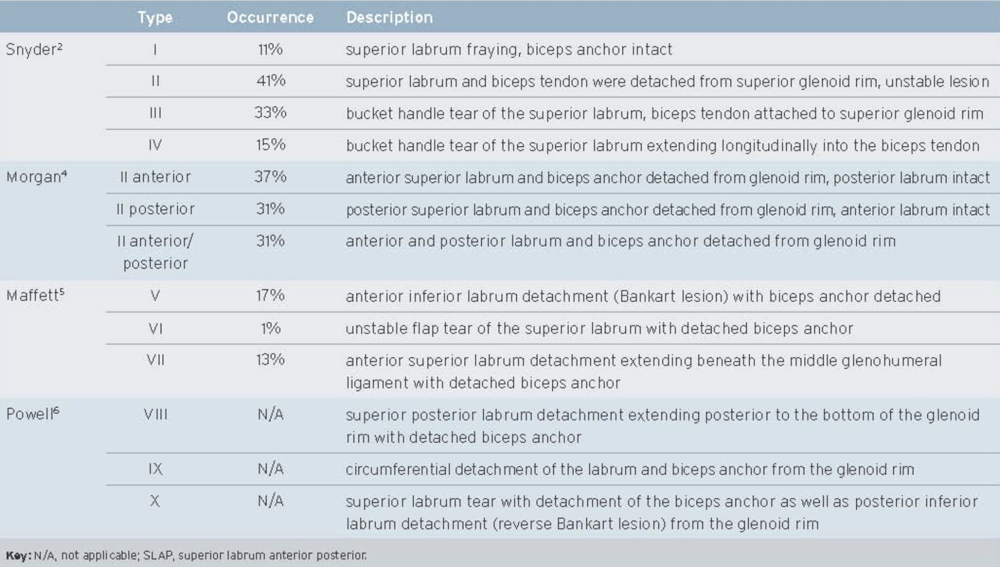 Type Occurrence Description
Snyder² I 11% superior labrum fraying, biceps anchor intact
II 41% superior labrum and biceps tendon were detached from superior glenoid rim, unstable lesion
III 33% bucket handle tear of the superior labrum, biceps tendon attached to superior glenoid rim
IV 15% bucket handle tear of the superior labrum extending longitudinally into the biceps tendon
Morgan⁴ II anterior 37% anterior superior labrum and biceps anchor detached from glenoid rim, posterior labrum intact
II posterior 31% posterior superior labrum and biceps anchor detached from glenoid rim, anterior labrum intact
II anterior/ 31% anterior and posterior labrum and biceps anchor detached from glenoid rim
posterior
Maffett⁵ V 17% anterior inferior labrum detachment (Bankart lesion) with biceps anchor detached
VI 1% unstable flap tear of the superior labrum with detached biceps anchor
VII 13% anterior superior labrum detachment extending beneath the middle glenohumeral
ligament with detached biceps anchor
Powell⁶ VIII N/A superior posterior labrum detachment extending posterior to the bottom of the glenoid
rim with detached biceps anchor
IX N/A circumferential detachment of the labrum and biceps anchor from the glenoid rim
X N/A superior labrum tear with detachment of the biceps anchor as well as posterior inferior
labrum detachment (reverse Bankart lesion) from the glenoid rim
Key: N/A, not applicable; SLAP, superior labrum anterior posterior.